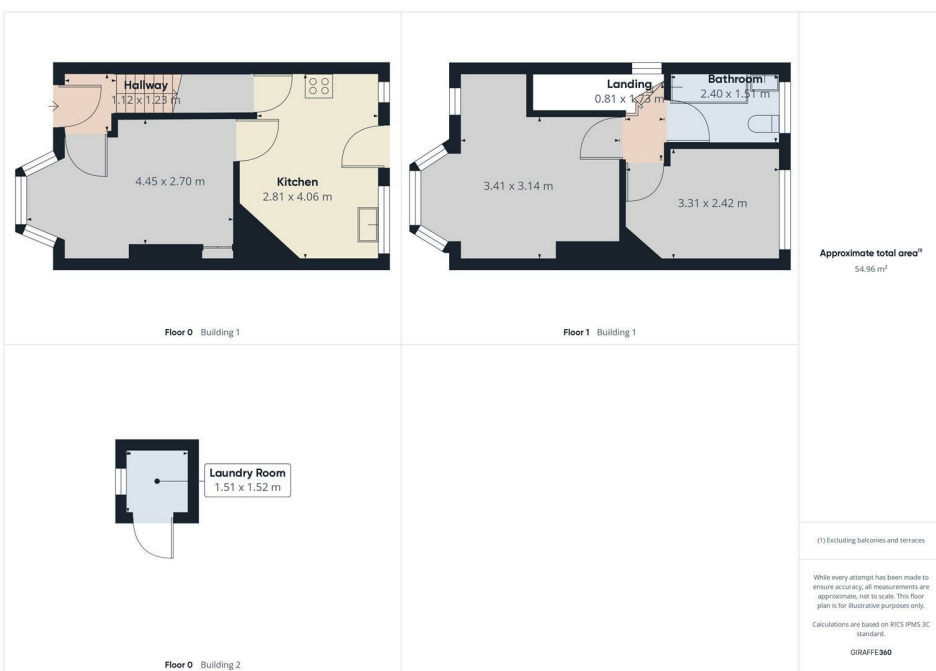 Hallway
1.12 x 1.23 m
4.45 x 2.70 m
Kitchen
2.81 x 4.06 m
Floor 0 Building 1
Landing
0.81 x 1.73 m
Bathroom
2.40 x 1.51 m
3.41 x 3.14 m
3.31 x 2.42 m
Floor 1 Building 1
Laundry Room
1.51 x 1.52 m
Floor 0 Building 2
Approximate total area⁽¹⁾
54.96 m²
(1) Excluding balconies and terraces
While every attempt has been made to
ensure accuracy, all measurements are
approximate, not to scale. This floor
plan is for illustrative purposes only.
Calculations are based on RICS IPMS 3C
standard.
GIRAFFE360